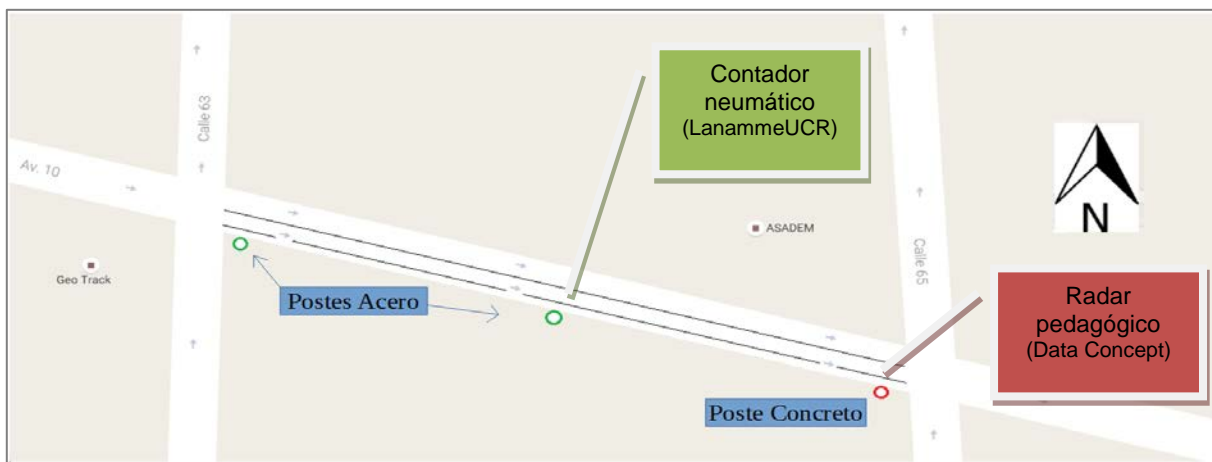 Contador
neumático
(LanammeUCR)
Calle 63
Av. 10
ASADEM
N
Geo Track
Calle 65
Postes Acero
Radar
pedagógico
(Data Concept)
Poste Concreto